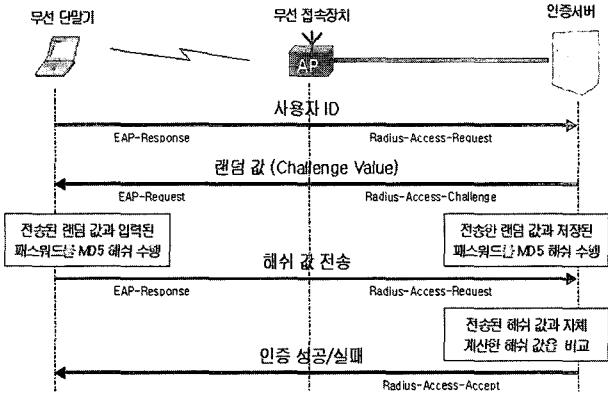 무선 단말기
무선 접속장치
인증서버
AP
사용자 ID
EAP-Response
Radius-Access-Request
랜덤 값 (Challenge Value)
EAP-Request
Radius-Access-Challenge
전송된 랜덤 값과 입력된
패스워드를 MD5 해쉬 수행
전송한 랜덤 값과 저장된
패스워드를 MD5 해쉬 수행
해쉬 값 전송
EAP-Response
Radius-Access-Request
전송된 해쉬 값과 자체
계산한 해쉬 값을 비교
인증 성공/실패
Radius-Access-Accept